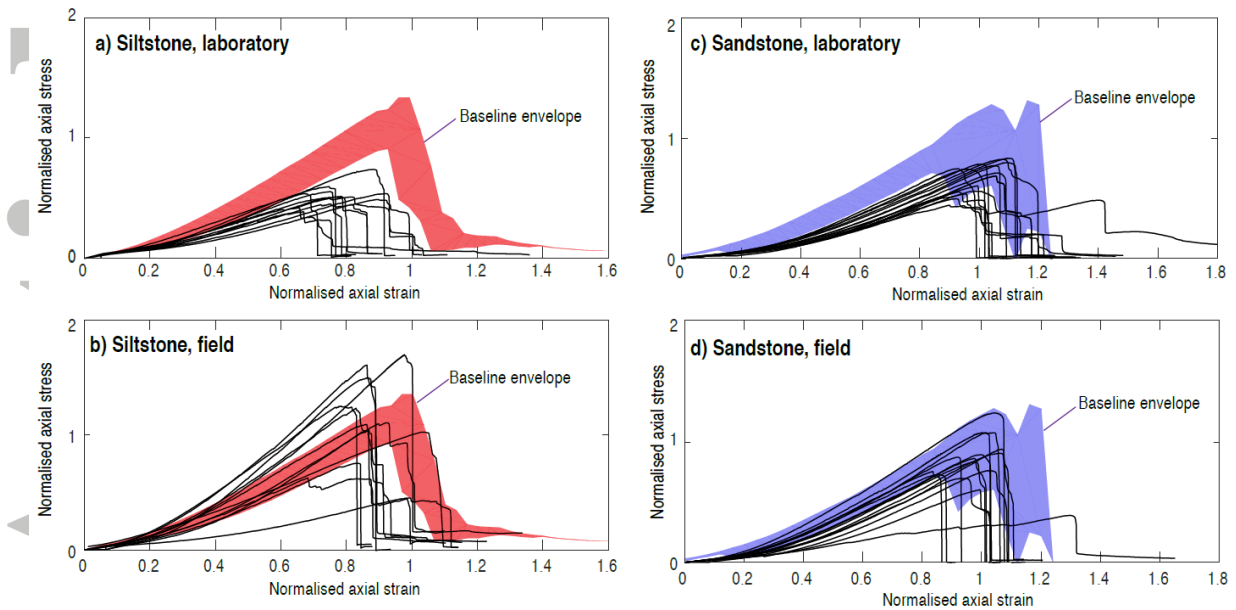 a) Siltstone, laboratory
Normalised axial stress
2
1
0
Baseline envelope
0 0.2 0.4 0.6 0.8 1 1.2 1.4 1.6
Normalised axial strain
c) Sandstone, laboratory
Normalised axial stress
2
1
0
Baseline envelope
0 0.2 0.4 0.6 0.8 1 1.2 1.4 1.6 1.8
Normalised axial strain
b) Siltstone, field
Normalised axial stress
2
1
0
Baseline envelope
0 0.2 0.4 0.6 0.8 1 1.2 1.4 1.6
Normalised axial strain
d) Sandstone, field
Normalised axial stress
2
1
0
Baseline envelope
0 0.2 0.4 0.6 0.8 1 1.2 1.4 1.6 1.8
Normalised axial strain